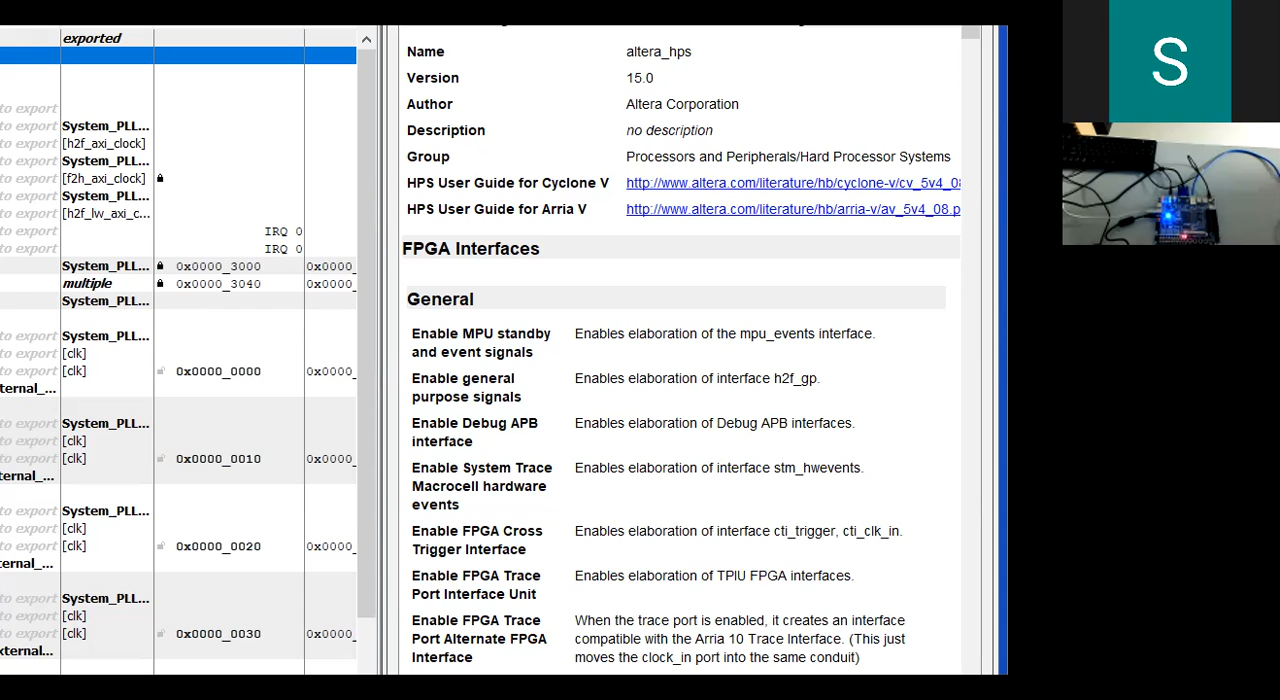 exported
to export
to export System_PLL...
to export [h2f_axi_clock]
to export System_PLL...
to export [f2h_axi_clock]
to export System_PLL...
to export [h2f_lw_axi_c...
to export IRQ 0
to export IRQ 0
System_PLL... 0x0000_3000 0x0000_
multiple 0x0000_3040 0x0000_
System_PLL...
to export System_PLL...
to export [clk]
to export [clk] 0x0000_0000 0x0000_
ternal_...
to export System_PLL...
to export [clk]
to export [clk] 0x0000_0010 0x0000_
ternal_...
to export System_PLL...
to export [clk]
to export [clk] 0x0000_0020 0x0000_
ternal_...
to export System_PLL...
to export [clk]
to export [clk] 0x0000_0030 0x0000_
xternal...
Name altera_hps
Version 15.0
Author Altera Corporation
Description no description
Group Processors and Peripherals/Hard Processor Systems
HPS User Guide for Cyclone V http://www.altera.com/literature/hb/cyclone-v/cv_5v4_08
HPS User Guide for Arria V http://www.altera.com/literature/hb/arria-v/av_5v4_08.p
FPGA Interfaces
General
Enable MPU standby Enables elaboration of the mpu_events interface.
and event signals
Enable general Enables elaboration of interface h2f_gp.
purpose signals
Enable Debug APB Enables elaboration of Debug APB interfaces.
interface
Enable System Trace Enables elaboration of interface stm_hwevents.
Macrocell hardware
events
Enable FPGA Cross Enables elaboration of interface cti_trigger, cti_clk_in.
Trigger Interface
Enable FPGA Trace Enables elaboration of TPIU FPGA interfaces.
Port Interface Unit
Enable FPGA Trace When the trace port is enabled, it creates an interface
Port Alternate FPGA compatible with the Arria 10 Trace Interface. (This just
Interface moves the clock_in port into the same conduit)
S